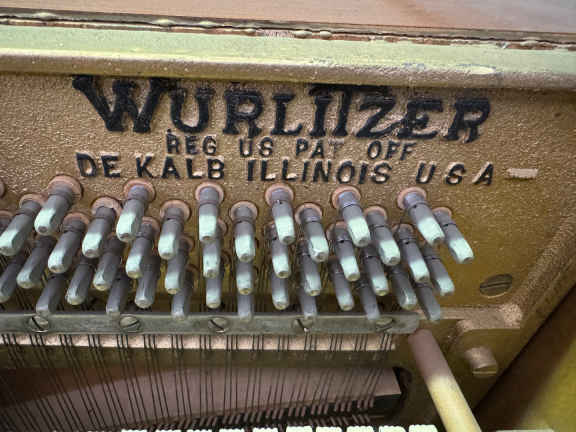 WURLITZER
REG US PAT OFF
DE KALB ILLINOIS USA